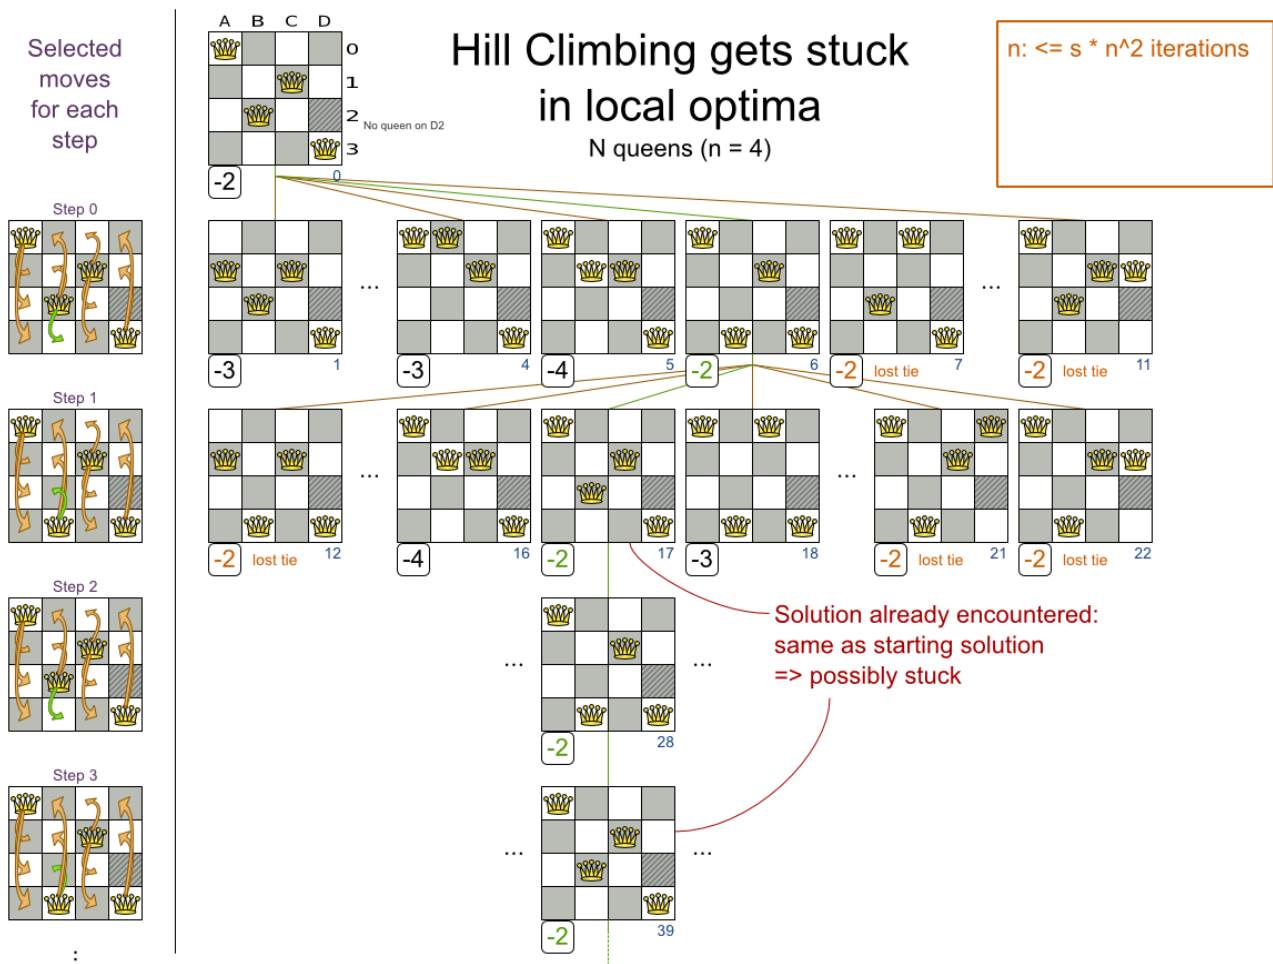 Selected
moves
for each
step
A B C D
0
1
2
3
No queen on D2
-2
0
Hill Climbing gets stuck
in local optima
N queens (n = 4)
n: <= s * n^2 iterations
Step 0
...
...
-3
1
-3
4
-4
5
-2
6
-2
lost tie
7
-2
lost tie
11
Step 1
...
...
-2
lost tie
12
-4
16
-2
17
-3
18
-2
lost tie
21
-2
lost tie
22
Step 2
...
...
-2
28
Solution already encountered:
same as starting solution
=> possibly stuck
Step 3
...
...
-2
39
: